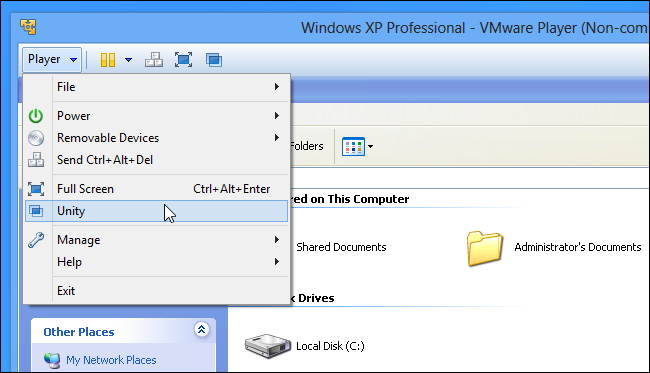 Windows XP Professional - VMware Player (Non-com
Player
File
Power
Removable Devices
Send Ctrl+Alt+Del
Full Screen Ctrl+Alt+Enter
Unity
Manage
Help
Exit
olders
red on This Computer
Shared Documents
Administrator's Documents
k Drives
Local Disk (C:)
Other Places
My Network Places